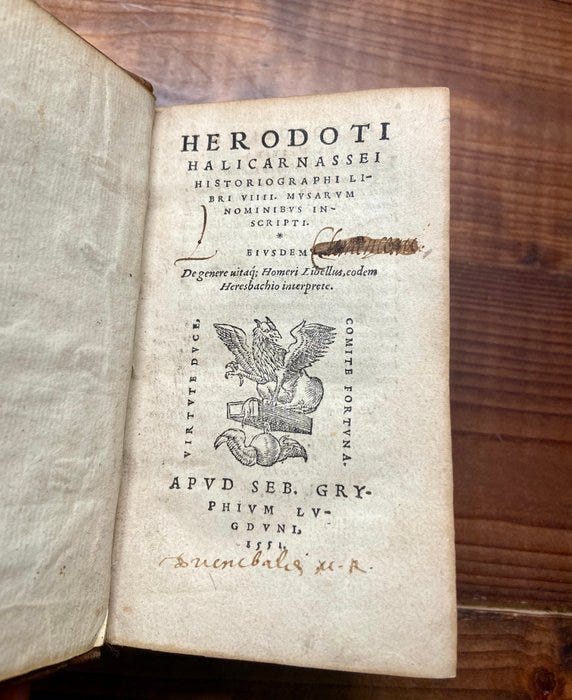 HERODOTI
HALICARNASSEI
HISTORIOGRAPHI LI-
BRI VIIII. MVSARVM
NOMINIBVS IN-
SCRIPTI.
*
EIVSDEM
De genere uitaq; Homeri Libellus, eodem
Heresbachio interprete.
VIRTVTE DVCE,
COMITE FORTVNA.
APVD SEB. GRY-
PHIVM LV-
GDVNI,
1551.